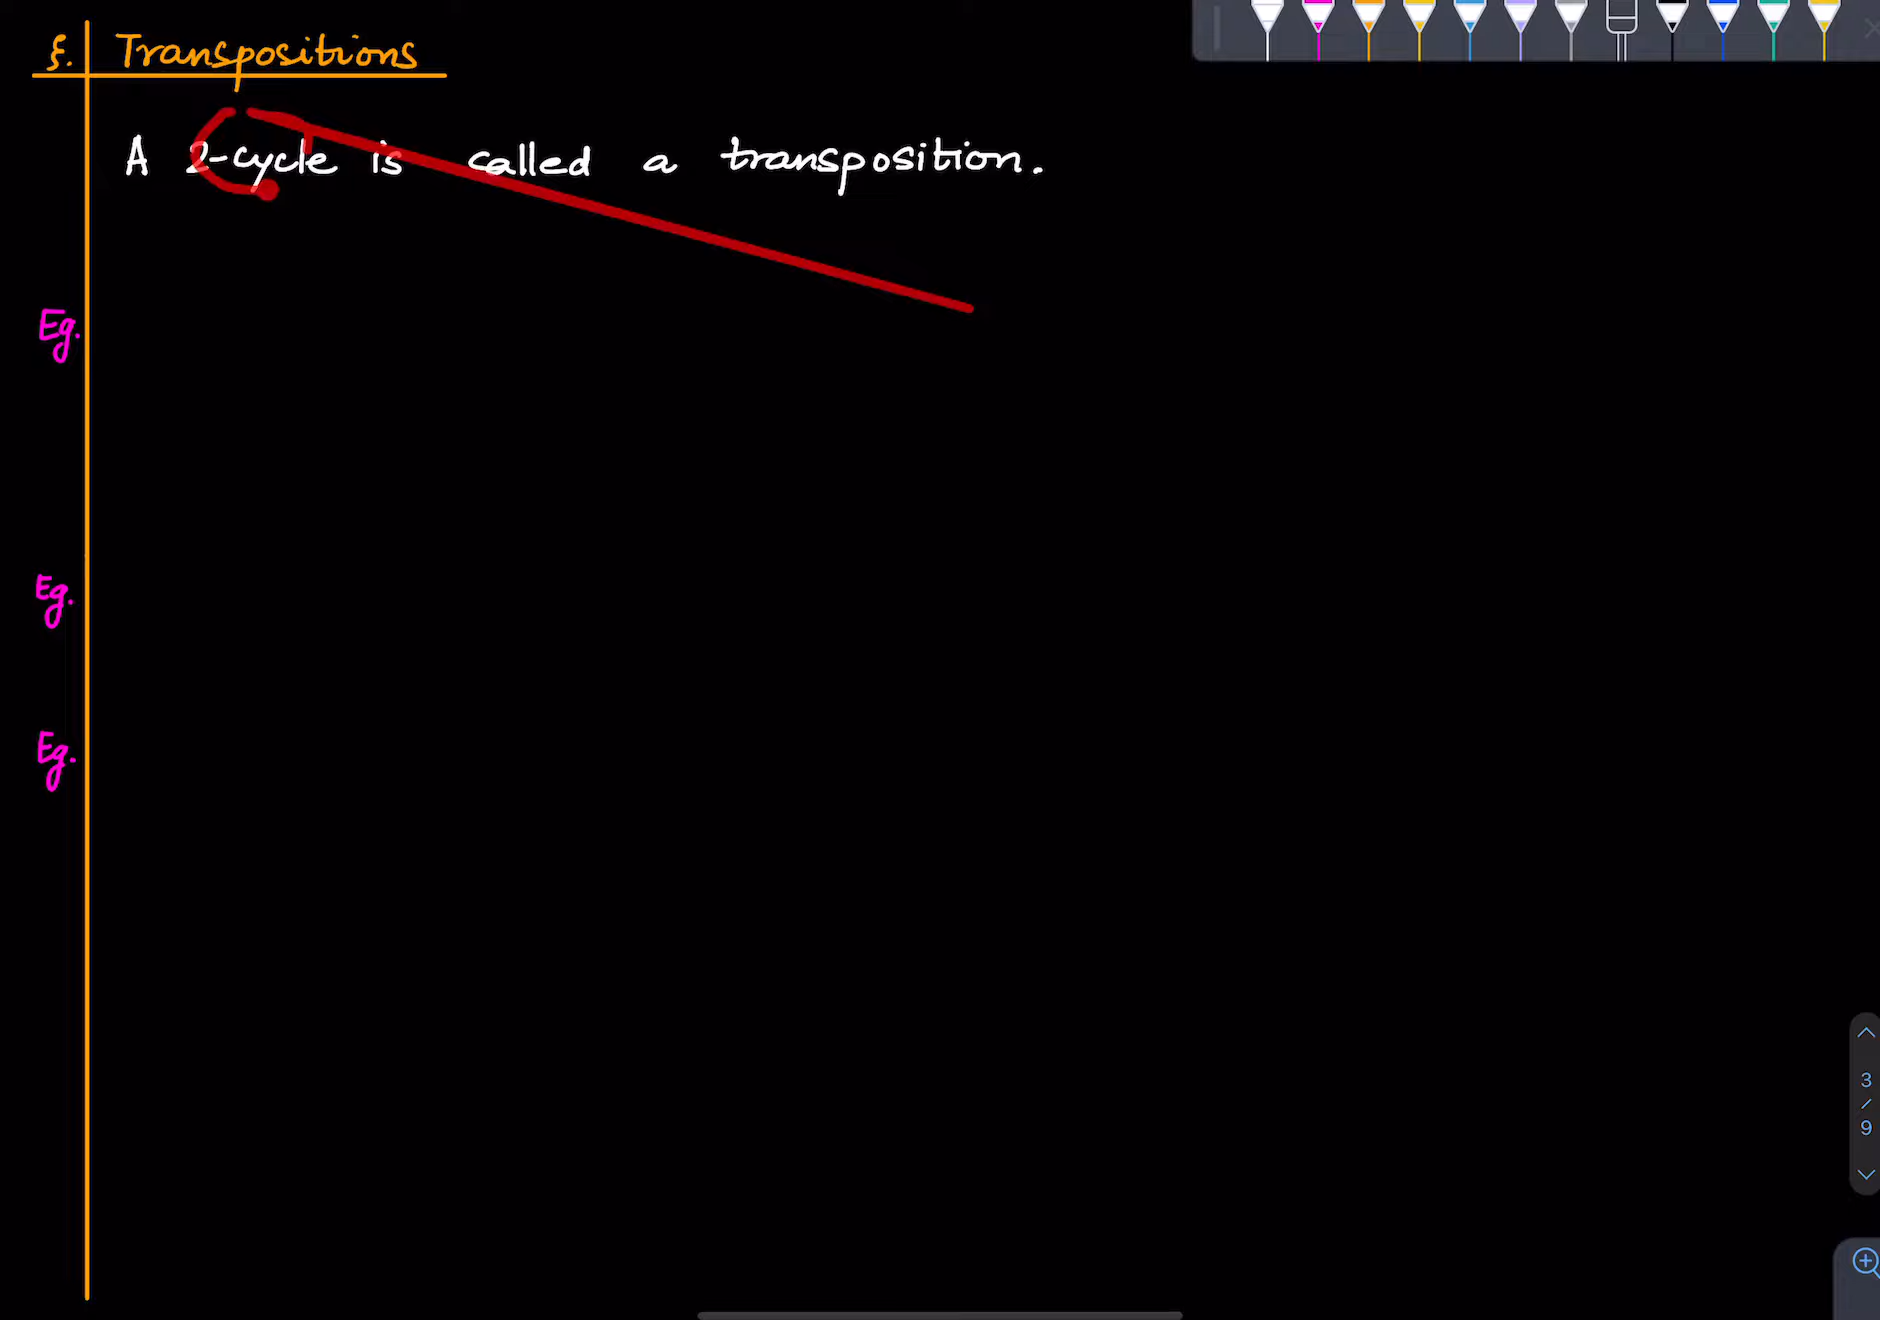 §. Transpositions
A 2-cycle is called a transposition.
Eg.
Eg.
Eg.
3
/
9